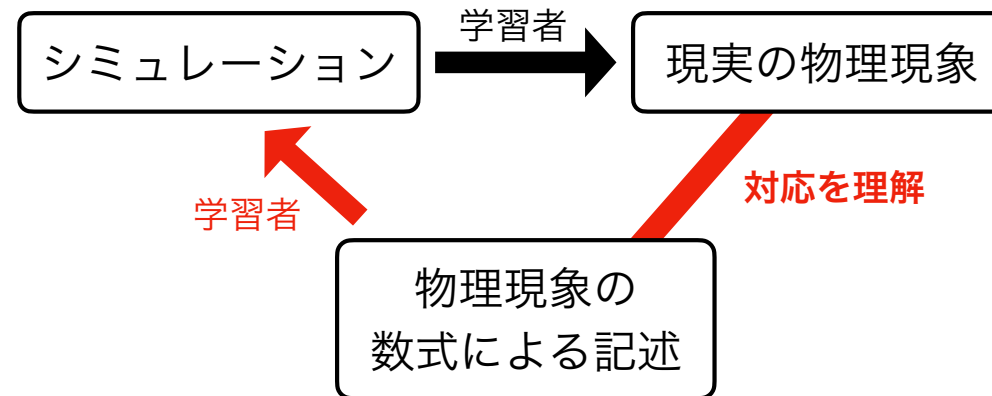 学習者
シミュレーション
現実の物理現象
対応を理解
学習者
物理現象の
数式による記述